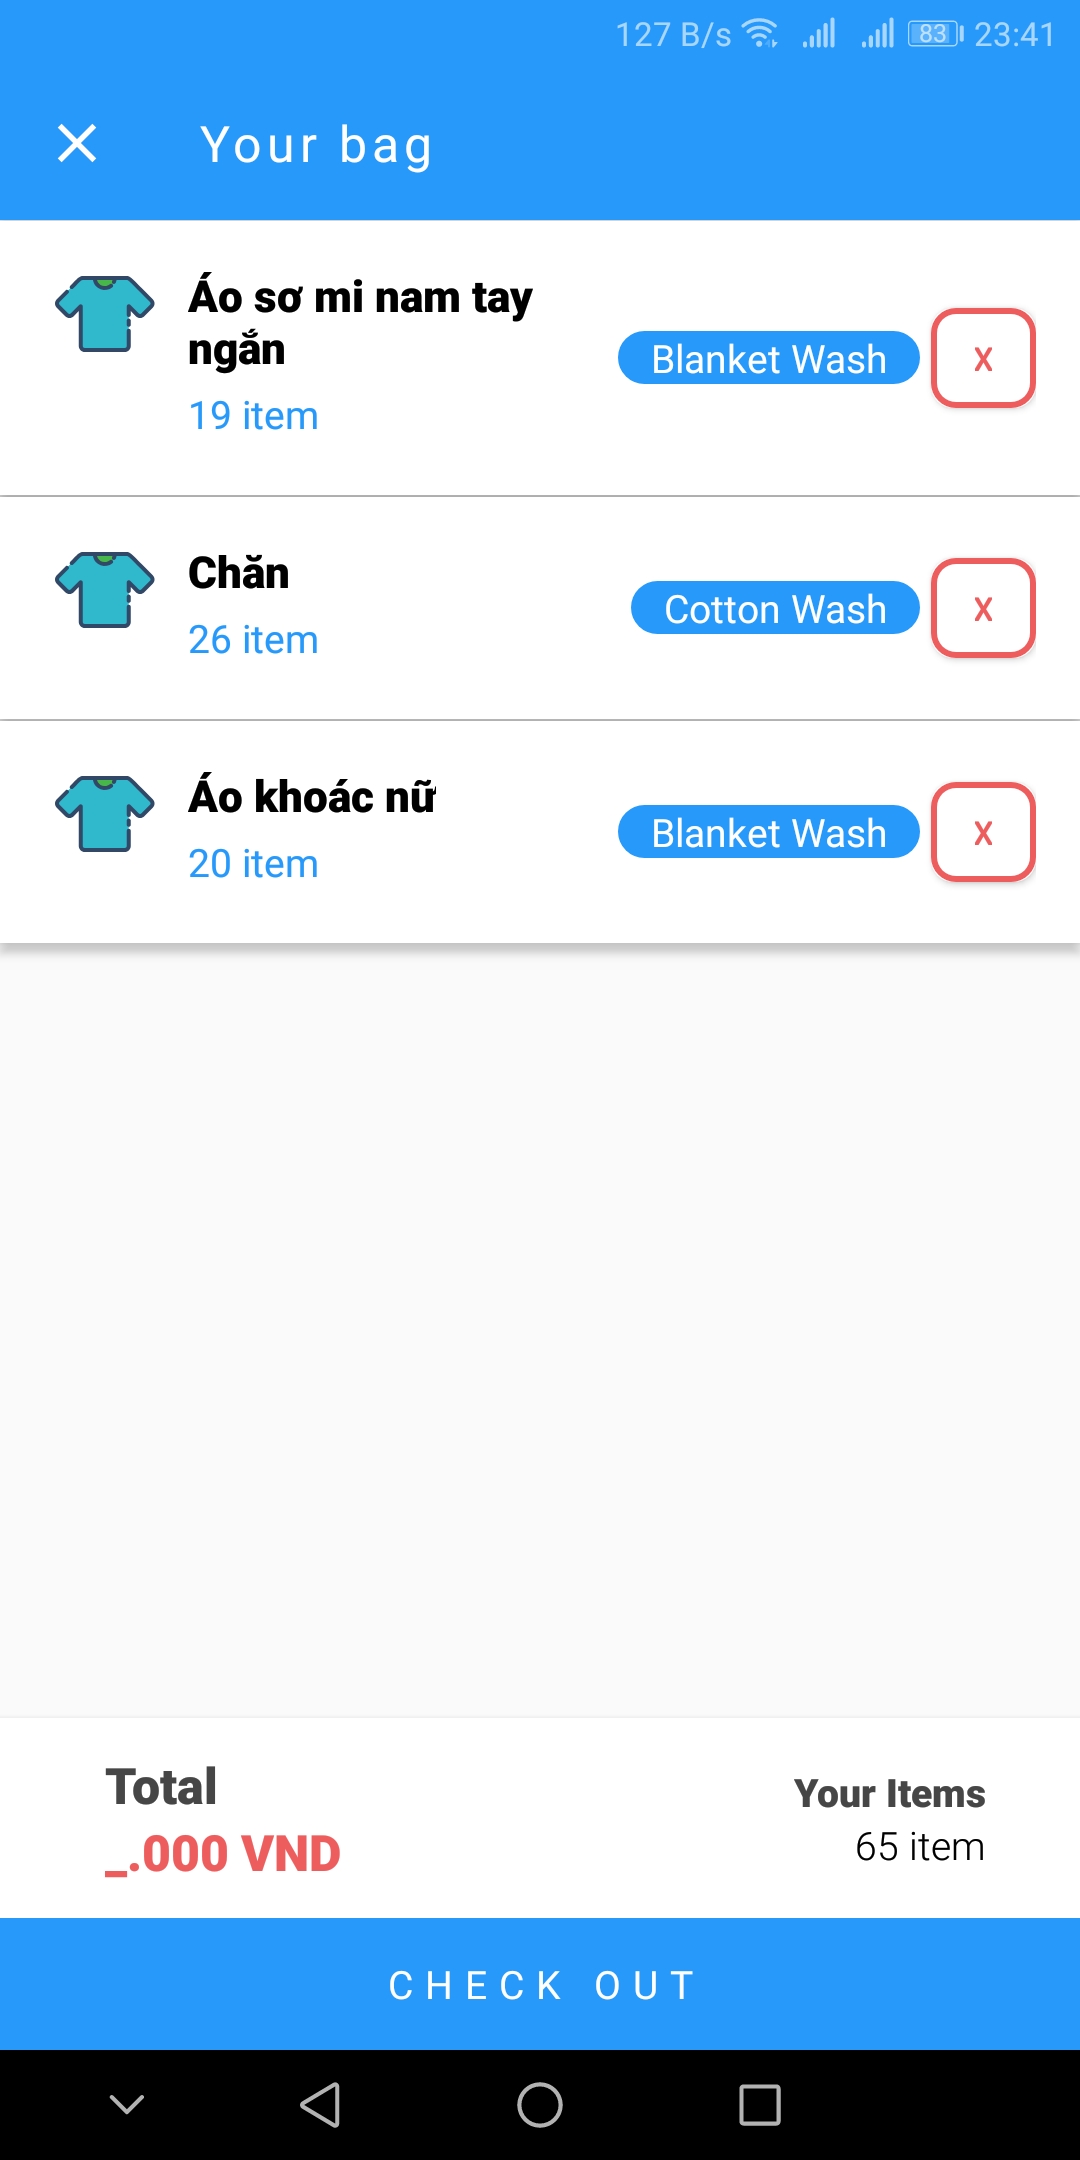 127 B/s 83 23:41
Your bag
Áo sơ mi nam tay
ngắn
19 item
Blanket Wash
X
Chăn
26 item
Cotton Wash
X
Áo khoác nữ
20 item
Blanket Wash
X
Total
_.000 VND
Your Items
65 item
CHECK OUT